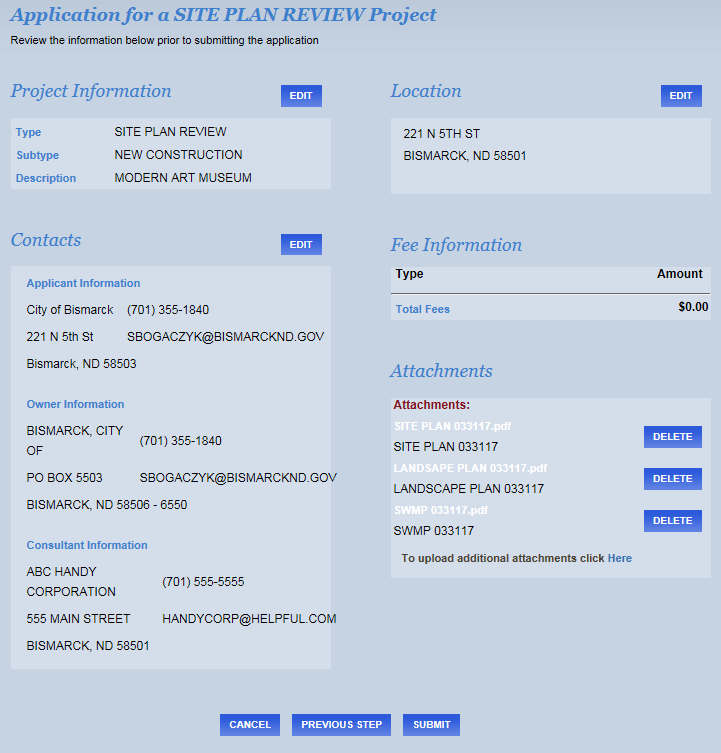 Application for a SITE PLAN REVIEW Project
Review the information below prior to submitting the application
Project Information
EDIT
Type SITE PLAN REVIEW
Subtype NEW CONSTRUCTION
Description MODERN ART MUSEUM
Location
EDIT
221 N 5TH ST
BISMARCK, ND 58501
Contacts
EDIT
Applicant Information
City of Bismarck (701) 355-1840
221 N 5th St SBOGACZYK@BISMARCKND.GOV
Bismarck, ND 58503
Owner Information
BISMARCK, CITY
OF
(701) 355-1840
PO BOX 5503 SBOGACZYK@BISMARCKND.GOV
BISMARCK, ND 58506 - 6550
Consultant Information
ABC HANDY
CORPORATION
(701) 555-5555
555 MAIN STREET HANDYCORP@HELPFUL.COM
BISMARCK, ND 58501
Fee Information
Type Amount
Total Fees $0.00
Attachments
Attachments:
SITE PLAN 033117.pdf
SITE PLAN 033117
DELETE
LANDSAPE PLAN 033117.pdf
LANDSCAPE PLAN 033117
DELETE
SWMP 033117.pdf
SWMP 033117
DELETE
To upload additional attachments click Here
CANCEL PREVIOUS STEP SUBMIT